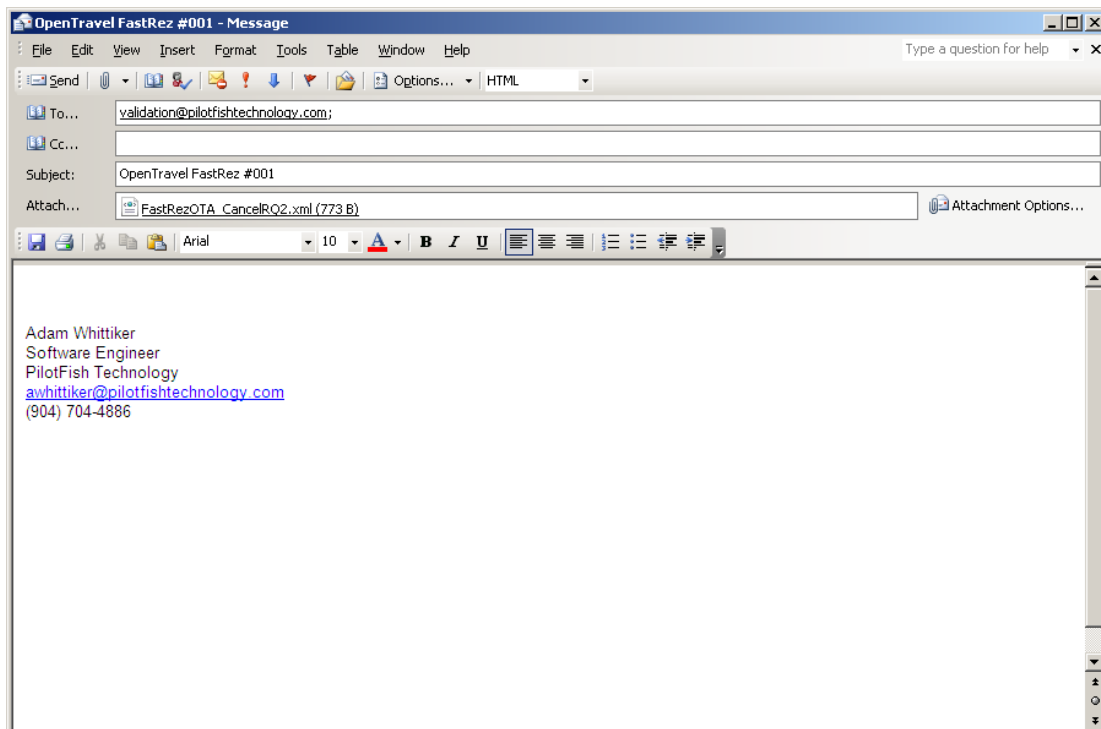 OpenTravel FastRez #001 - Message
File Edit View Insert Format Tools Table Window Help Type a question for help
Send Options... HTML
To... validation@pilotfishtechnology.com;
Cc...
Subject: OpenTravel FastRez #001
Attach... FastRezOTA_CancelRQ2.xml (773 B) Attachment Options...
Arial 10 A B I U
Adam Whittiker
Software Engineer
PilotFish Technology
awhittiker@pilotfishtechnology.com
(904) 704-4886